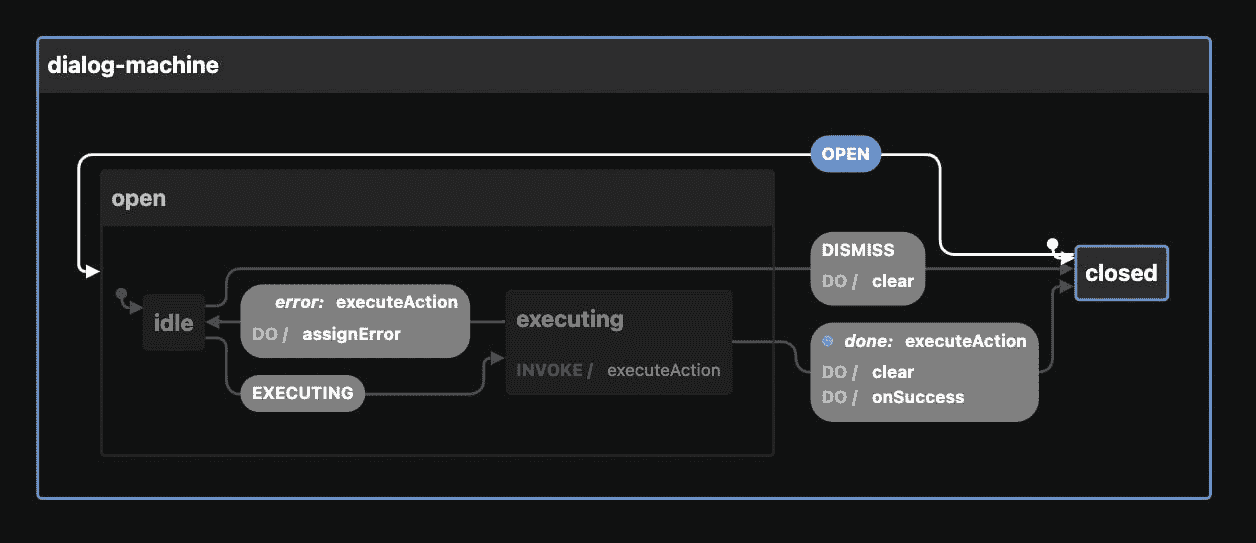 dialog-machine
OPEN
open
DISMISS
DO / clear
closed
idle
error: executeAction
DO / assignError
executing
INVOKE / executeAction
EXECUTING
done: executeAction
DO / clear
DO / onSuccess